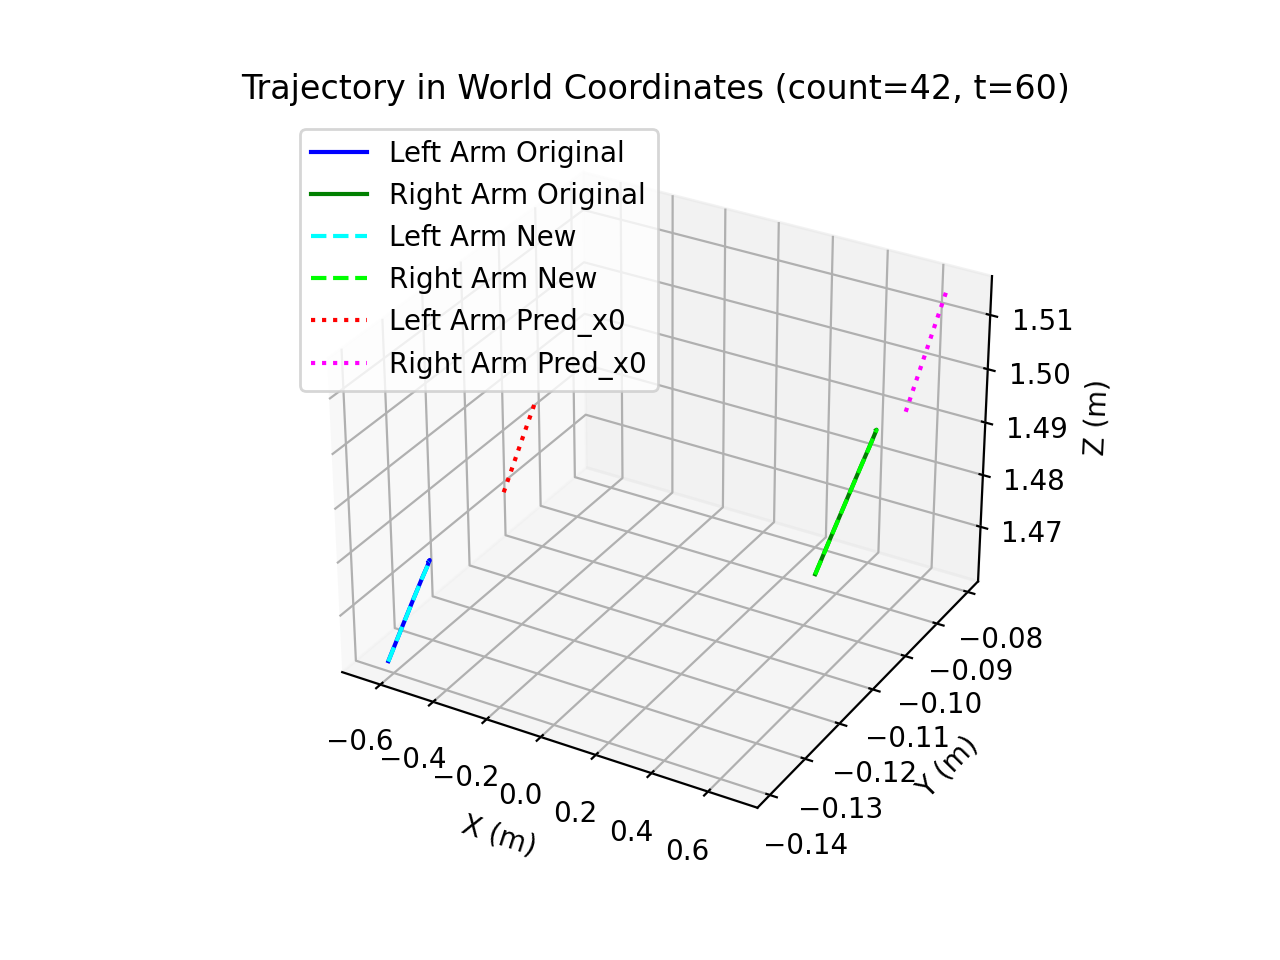 Trajectory in World Coordinates (count=42, t=60)
Left Arm Original
Right Arm Original
Left Arm New
Right Arm New
Left Arm Pred_x0
Right Arm Pred_x0
1.51
1.50
1.49
1.48
1.47
Z (m)
−0.08
−0.09
−0.10
−0.11
−0.12
−0.13
−0.14
Y (m)
−0.6
−0.4
−0.2
0.0
0.2
0.4
0.6
X (m)